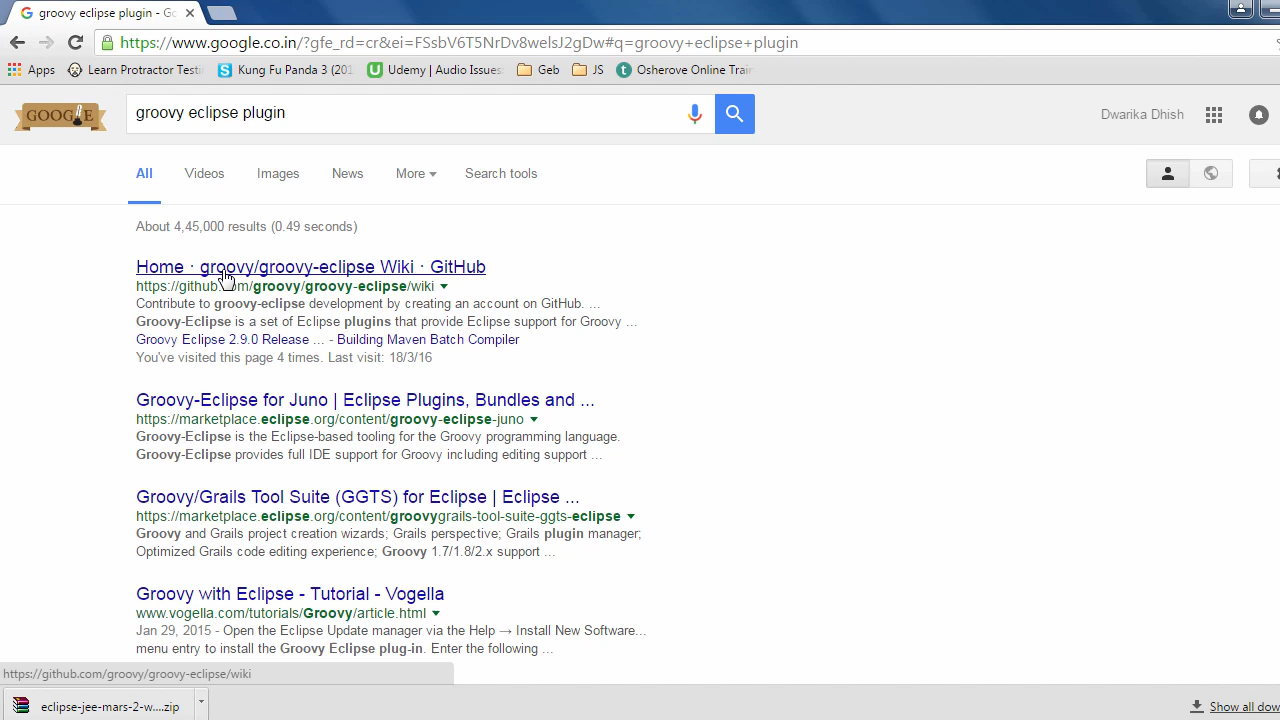 groovy eclipse plugin - Go
https://www.google.co.in/?gfe_rd=cr&ei=FSsbV6T5NrDv8welsJ2gDw#q=groovy+eclipse+plugin
Apps Learn Protractor Testi Kung Fu Panda 3 (201 Udemy | Audio Issues Geb JS Osherove Online Train
GOOGLE
groovy eclipse plugin
Dwarika Dhish
All Videos Images News More Search tools
About 4,45,000 results (0.49 seconds)
Home · groovy/groovy-eclipse Wiki · GitHub
https://github.com/groovy/groovy-eclipse/wiki
Contribute to groovy-eclipse development by creating an account on GitHub. ...
Groovy-Eclipse is a set of Eclipse plugins that provide Eclipse support for Groovy ...
Groovy Eclipse 2.9.0 Release ... - Building Maven Batch Compiler
You've visited this page 4 times. Last visit: 18/3/16
Groovy-Eclipse for Juno | Eclipse Plugins, Bundles and ...
https://marketplace.eclipse.org/content/groovy-eclipse-juno
Groovy-Eclipse is the Eclipse-based tooling for the Groovy programming language.
Groovy-Eclipse provides full IDE support for Groovy including editing support ...
Groovy/Grails Tool Suite (GGTS) for Eclipse | Eclipse ...
https://marketplace.eclipse.org/content/groovygrails-tool-suite-ggts-eclipse
Groovy and Grails project creation wizards; Grails perspective; Grails plugin manager;
Optimized Grails code editing experience; Groovy 1.7/1.8/2.x support ...
Groovy with Eclipse - Tutorial - Vogella
www.vogella.com/tutorials/Groovy/article.html
Jan 29, 2015 - Open the Eclipse Update manager via the Help → Install New Software...
menu entry to install the Groovy Eclipse plug-in. Enter the following ...
https://github.com/groovy/groovy-eclipse/wiki
eclipse-jee-mars-2-w....zip
Show all dow